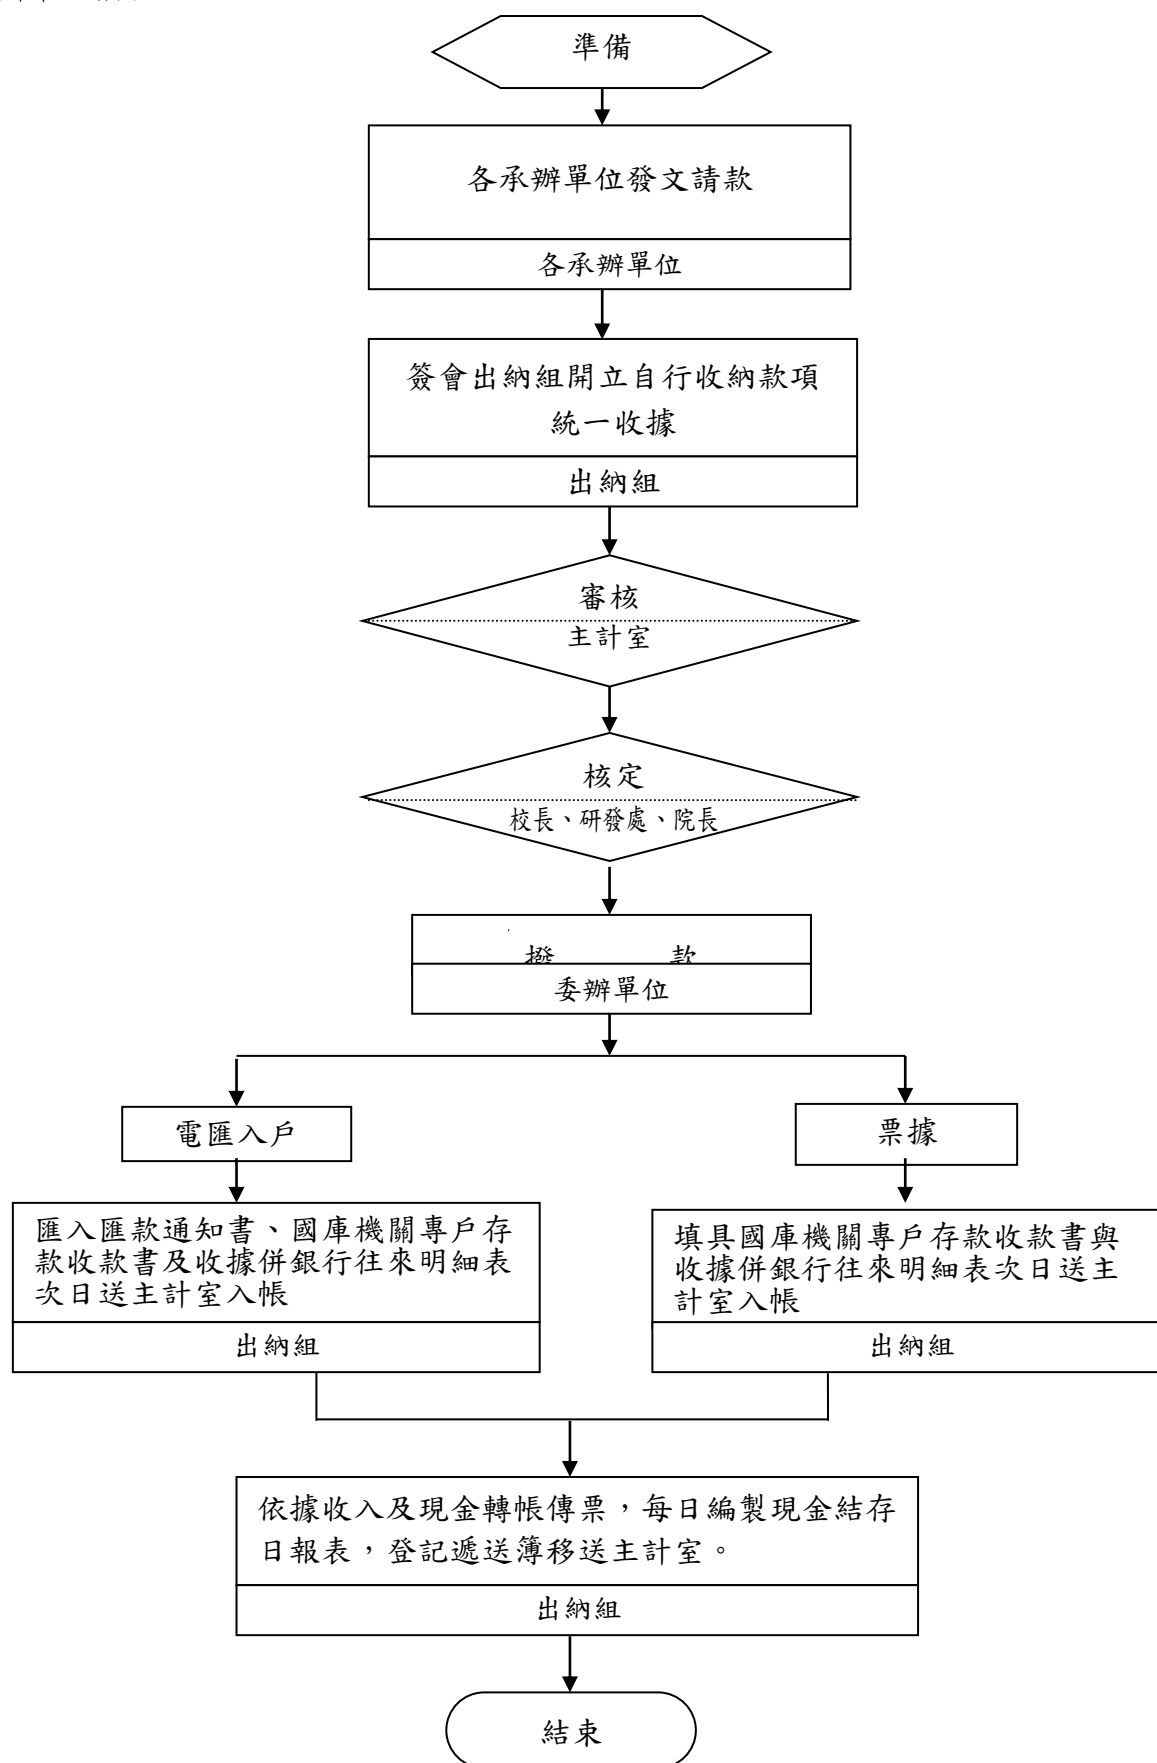 準備
各承辦單位發文請款
各承辦單位
簽會出納組開立自行收納款項
統一收據
出納組
審核
主計室
核定
校長、研發處、院長
撥 款
委辦單位
電匯入戶
票據
匯入匯款通知書、國庫機關專戶存
款收款書及收據併銀行往來明細表
次日送主計室入帳
出納組
填具國庫機關專戶存款收款書與
收據併銀行往來明細表次日送主
計室入帳
出納組
依據收入及現金轉帳傳票，每日編製現金結存
日報表，登記遞送簿移送主計室。
出納組
結束